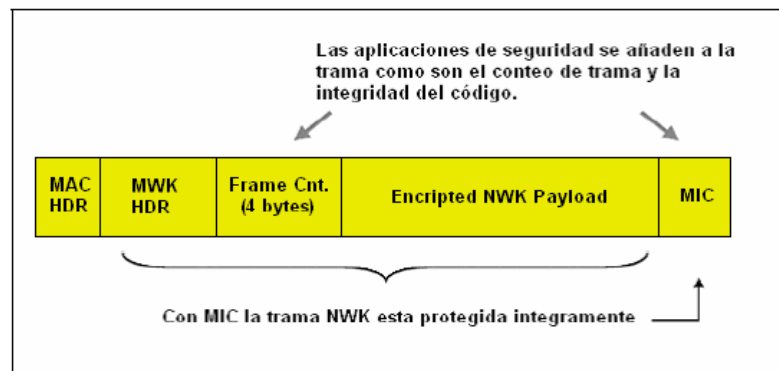 Las aplicaciones de seguridad se añaden a la
trama como son el conteo de trama y la
integridad del código.
MAC
HDR
MWK
HDR
Frame Cnt.
(4 bytes)
Encripted NWK Payload
MIC
Con MIC la trama NWK esta protegida integramente